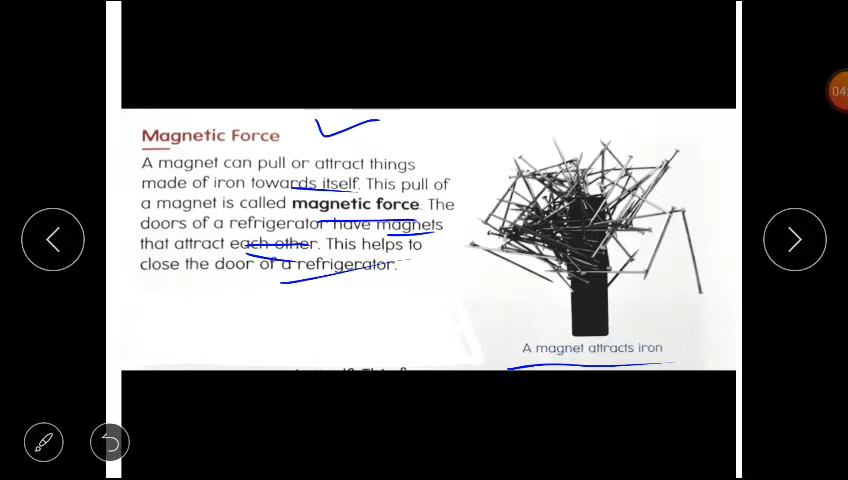 Magnetic Force
A magnet can pull or attract things
made of iron towards itself. This pull of
a magnet is called magnetic force. The
doors of a refrigerator have magnets
that attract each other. This helps to
close the door of a refrigerator.
A magnet attracts iron
04